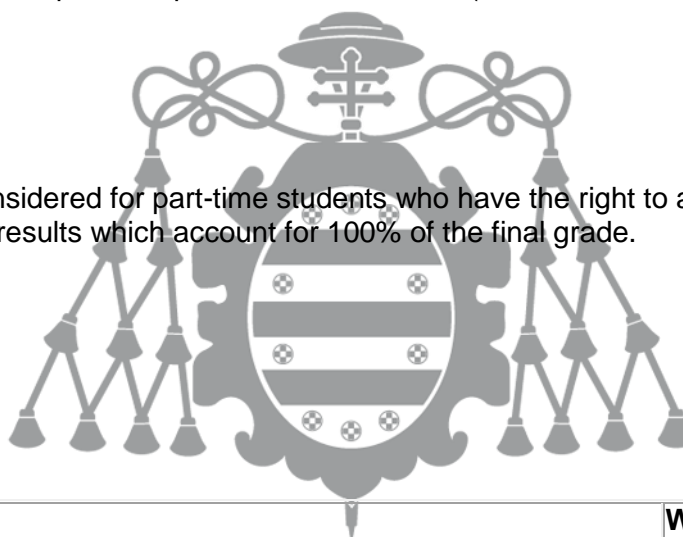 nsidered for part-time students who have the right to a
results which account for 100% of the final grade.
W